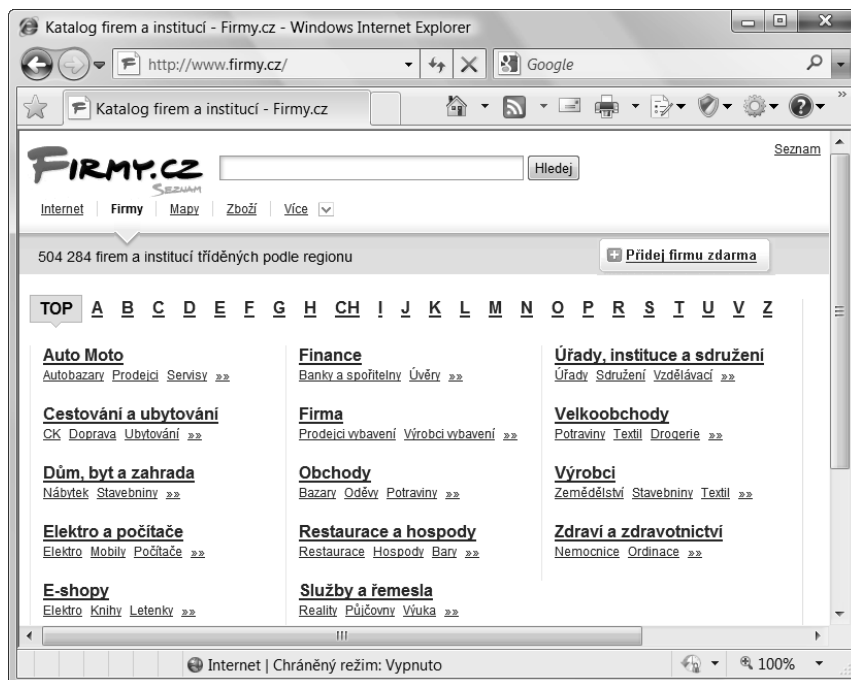 Katalog firem a institucí - Firmy.cz - Windows Internet Explorer
http://www.firmy.cz/ Google
Katalog firem a institucí - Firmy.cz »
Seznam
FIRMY.CZ Hledej
SEZNAM
Internet Firmy Mapy Zboží Více
504 284 firem a institucí tříděných podle regionu Přidej firmu zdarma
TOP A B C D E F G H CH I J K L M N O P R S T U V Z
Auto Moto
Autobazary Prodejci Servisy »»
Cestování a ubytování
CK Doprava Ubytování »»
Dům, byt a zahrada
Nábytek Stavebniny »»
Elektro a počítače
Elektro Mobily Počítače »»
E-shopy
Elektro Knihy Letenky »»
Finance
Banky a spořitelny Úvěry »»
Firma
Prodejci vybavení Výrobci vybavení »»
Obchody
Bazary Oděvy Potraviny »»
Restaurace a hospody
Restaurace Hospody Bary »»
Služby a řemesla
Reality Půjčovny Výuka »»
Úřady, instituce a sdružení
Úřady Sdružení Vzdělávací »»
Velkoobchody
Potraviny Textil Drogerie »»
Výrobci
Zemědělství Stavebniny Textil »»
Zdraví a zdravotnictví
Nemocnice Ordinace »»
Internet | Chráněný režim: Vypnuto 100%